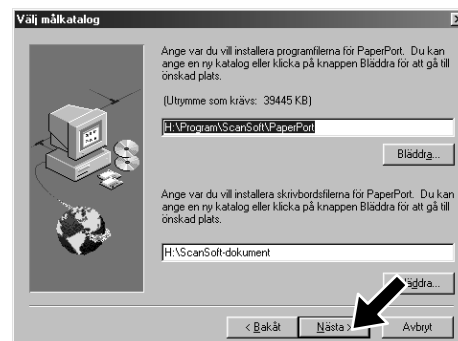 Välj målkatalog
Ange var du vill installera programfilerna för PaperPort. Du kan
ange en ny katalog eller klicka på knappen Bläddra för att gå till
önskad plats.
(Utrymme som krävs: 39445 KB)
H:\Program\ScanSoft\PaperPort
Bläddra...
Ange var du vill installera skrivbordsfilerna för PaperPort. Du kan
ange en ny katalog eller klicka på knappen Bläddra för att gå till
önskad plats.
H:\ScanSoft-dokument
Bläddra...
< Bakåt Nästa > Avbryt